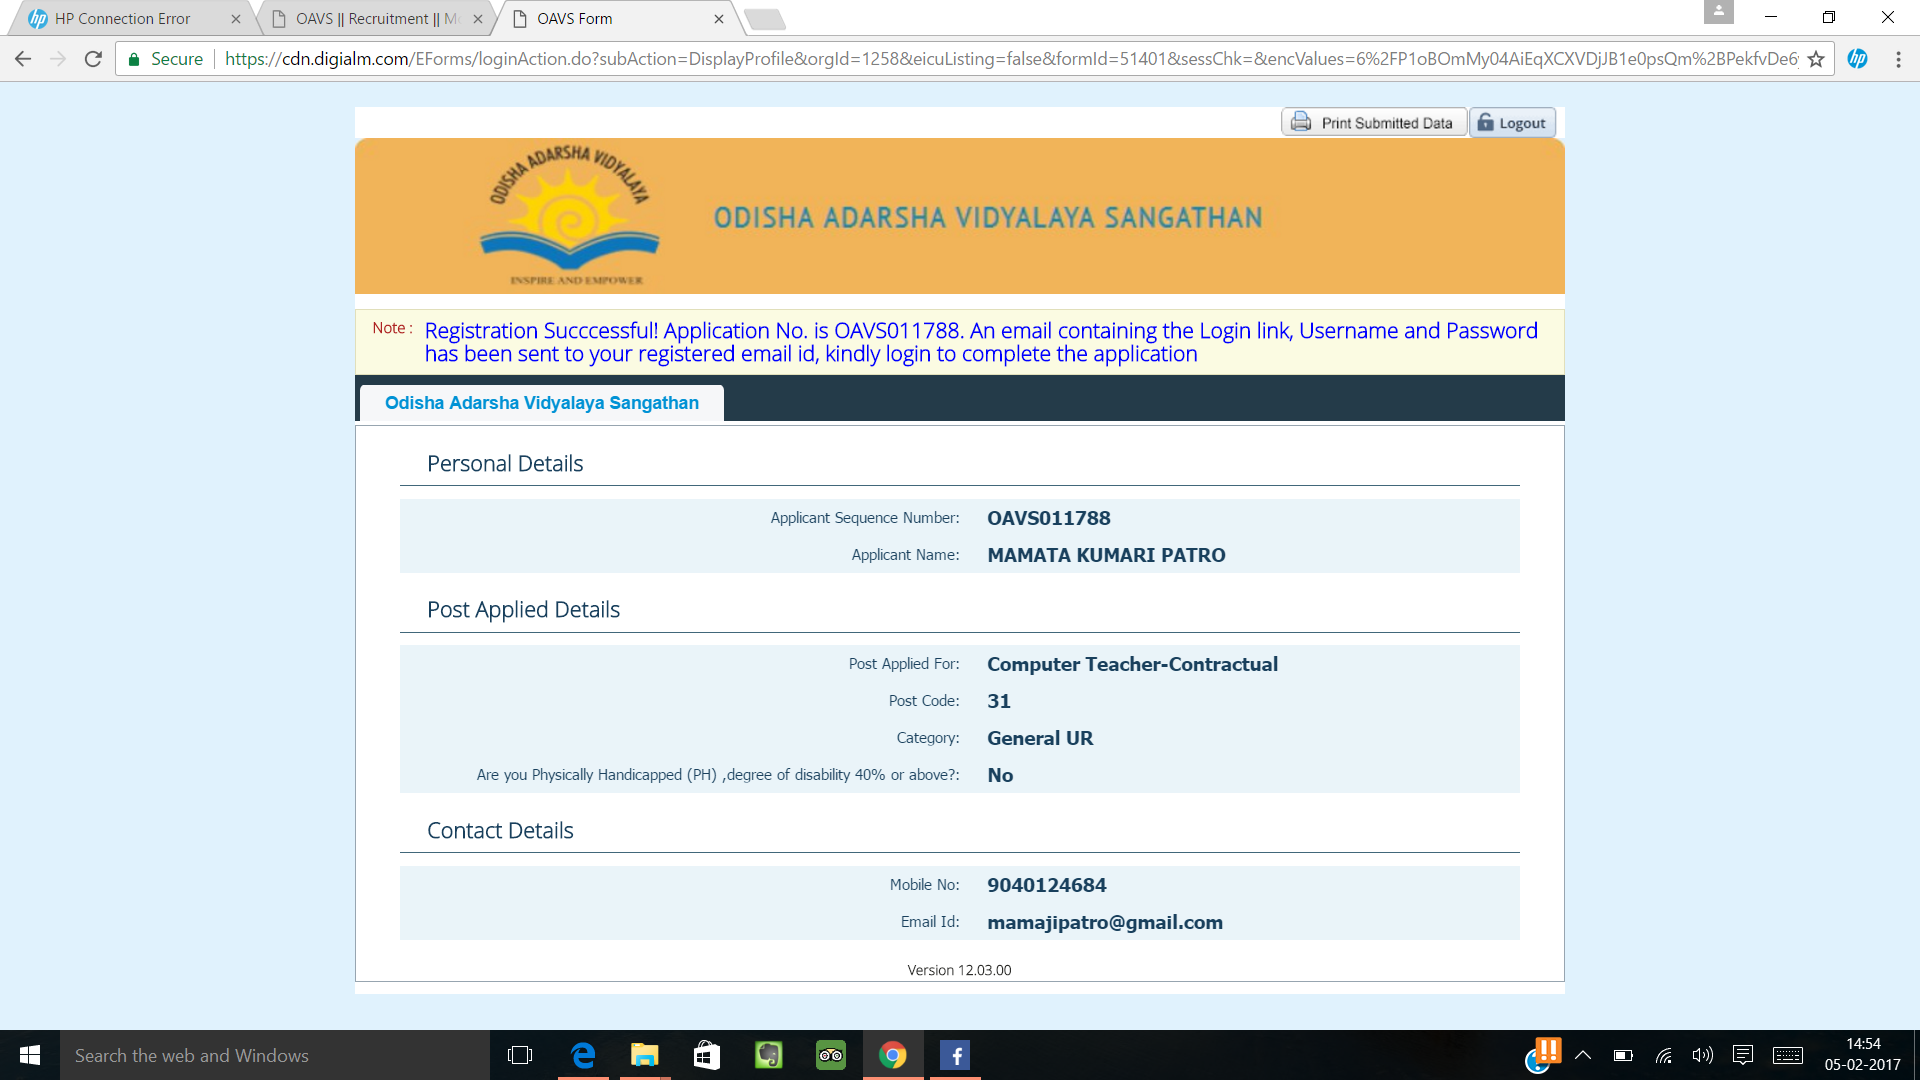 HP Connection Error
OAVS || Recruitment || M
OAVS Form
Secure
https://cdn.digialm.com/EForms/loginAction.do?subAction=DisplayProfile&orgId=1258&eicuListing=false&formId=51401&sessChk=&encValues=6%2FP1oBOmMy04AiEqXCXVDjJB1e0psQm%2BPekfvDe6
Print Submitted Data
Logout
ODISHA ADARSHA VIDYALAYA
INSPIRE AND EMPOWER
ODISHA ADARSHA VIDYALAYA SANGATHAN
Note : Registration Succcessful! Application No. is OAVS011788. An email containing the Login link, Username and Password
has been sent to your registered email id, kindly login to complete the application
Odisha Adarsha Vidyalaya Sangathan
Personal Details
Applicant Sequence Number: OAVS011788
Applicant Name: MAMATA KUMARI PATRO
Post Applied Details
Post Applied For: Computer Teacher-Contractual
Post Code: 31
Category: General UR
Are you Physically Handicapped (PH) ,degree of disability 40% or above?: No
Contact Details
Mobile No: 9040124684
Email Id: mamajipatro@gmail.com
Version 12.03.00
Search the web and Windows
14:54
05-02-2017